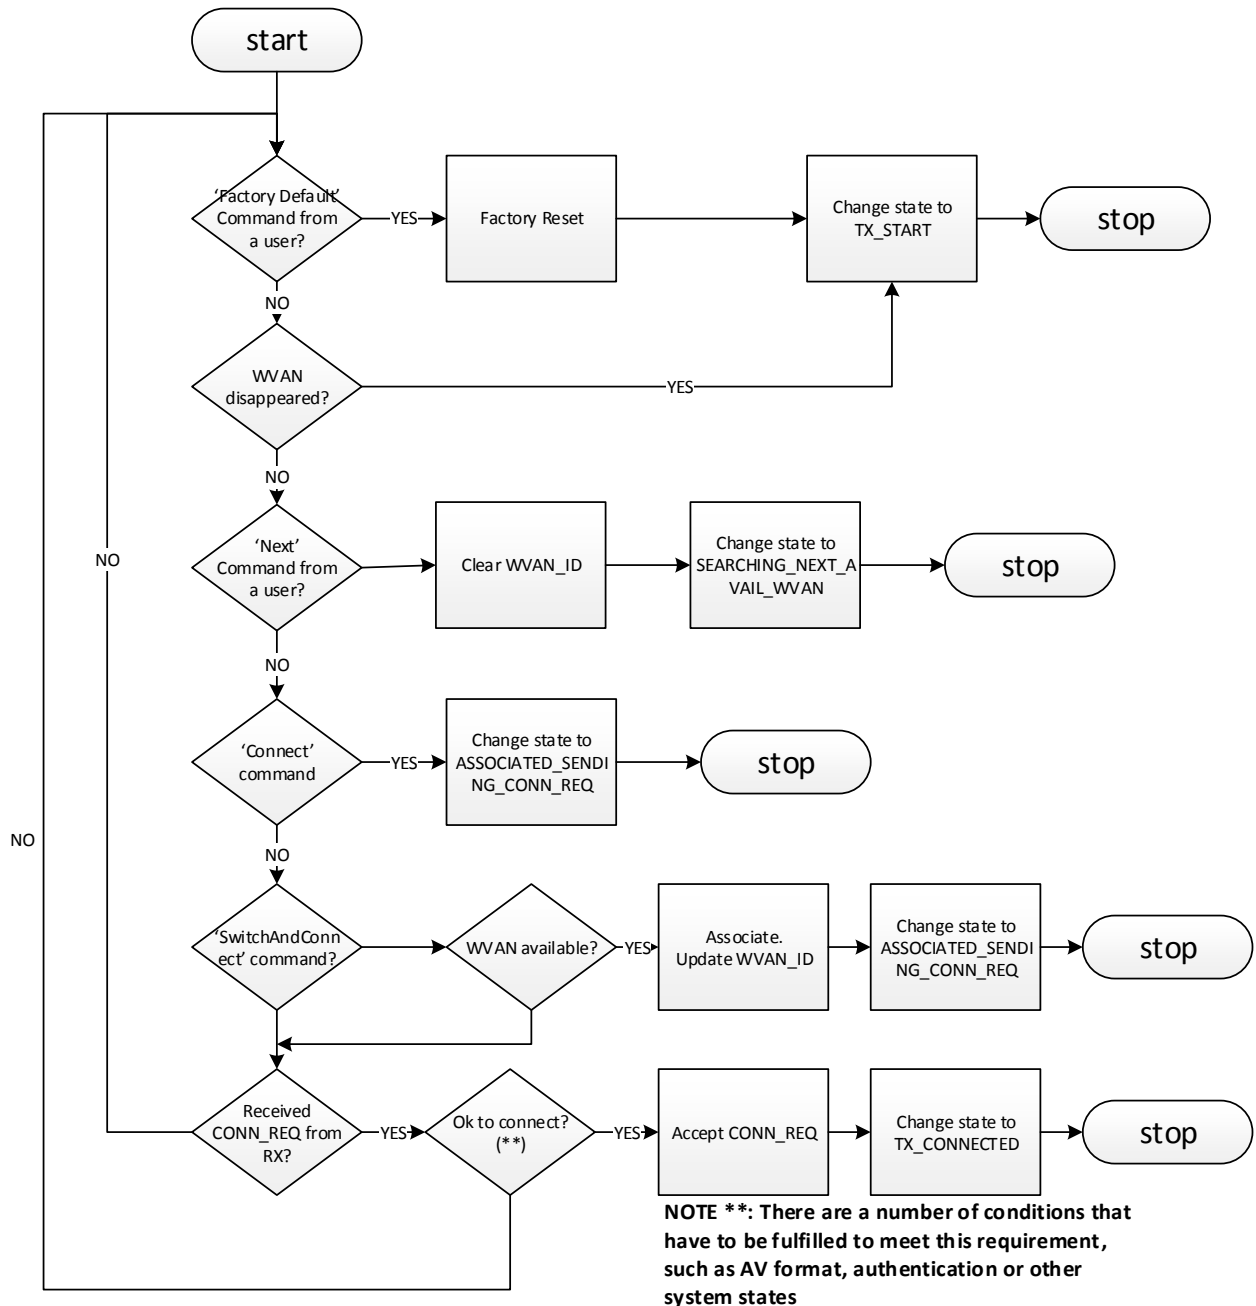 start
‘Factory Default’
Command from
a user?
YES
Factory Reset
Change state to
TX_START
stop
NO
WVAN
disappeared?
YES
NO
‘Next’
Command from
a user?
Clear WVAN_ID
Change state to
SEARCHING_NEXT_A
VAIL_WVAN
stop
NO
NO
‘Connect’
command
YES
Change state to
ASSOCIATED_SENDI
NG_CONN_REQ
stop
NO
NO
‘SwitchAndConn
ect’ command?
WVAN available?
YES
Associate.
Update WVAN_ID
Change state to
ASSOCIATED_SENDI
NG_CONN_REQ
stop
Received
CONN_REQ from
RX?
YES
Ok to connect?
(**)
YES
Accept CONN_REQ
Change state to
TX_CONNECTED
stop
NOTE **: There are a number of conditions that
have to be fulfilled to meet this requirement,
such as AV format, authentication or other
system states